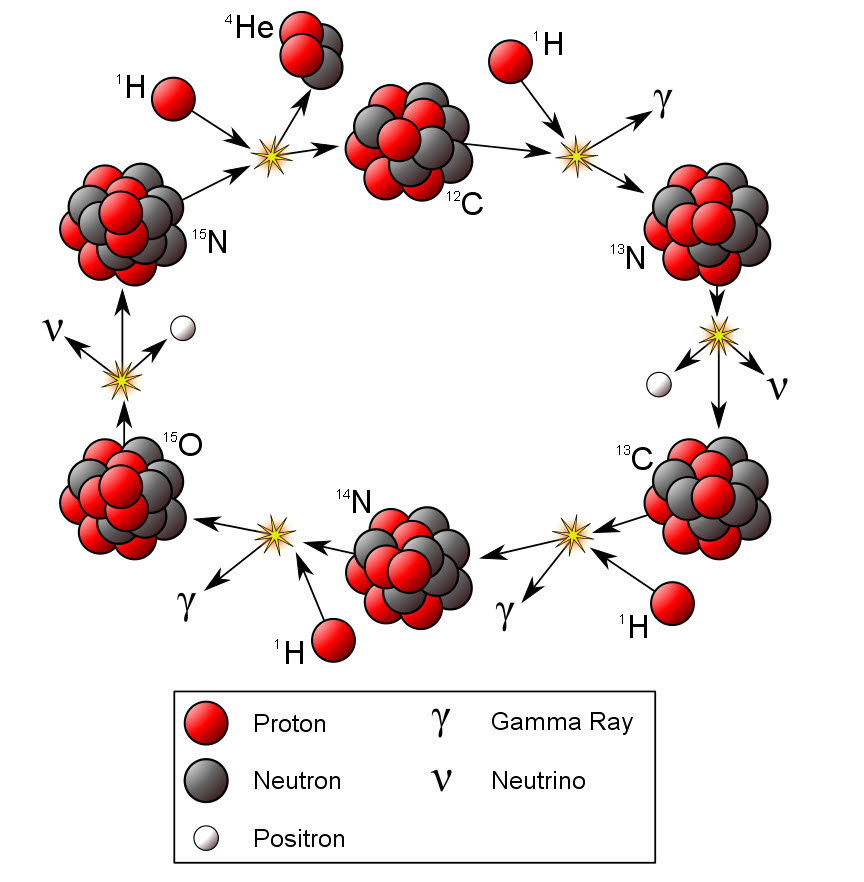 ⁴He
¹H
¹H
γ
¹²C
¹⁵N
¹³N
ν
ν
¹⁵O
¹³C
¹⁴N
γ
γ
¹H
¹H
Proton γ Gamma Ray
Neutron ν Neutrino
Positron